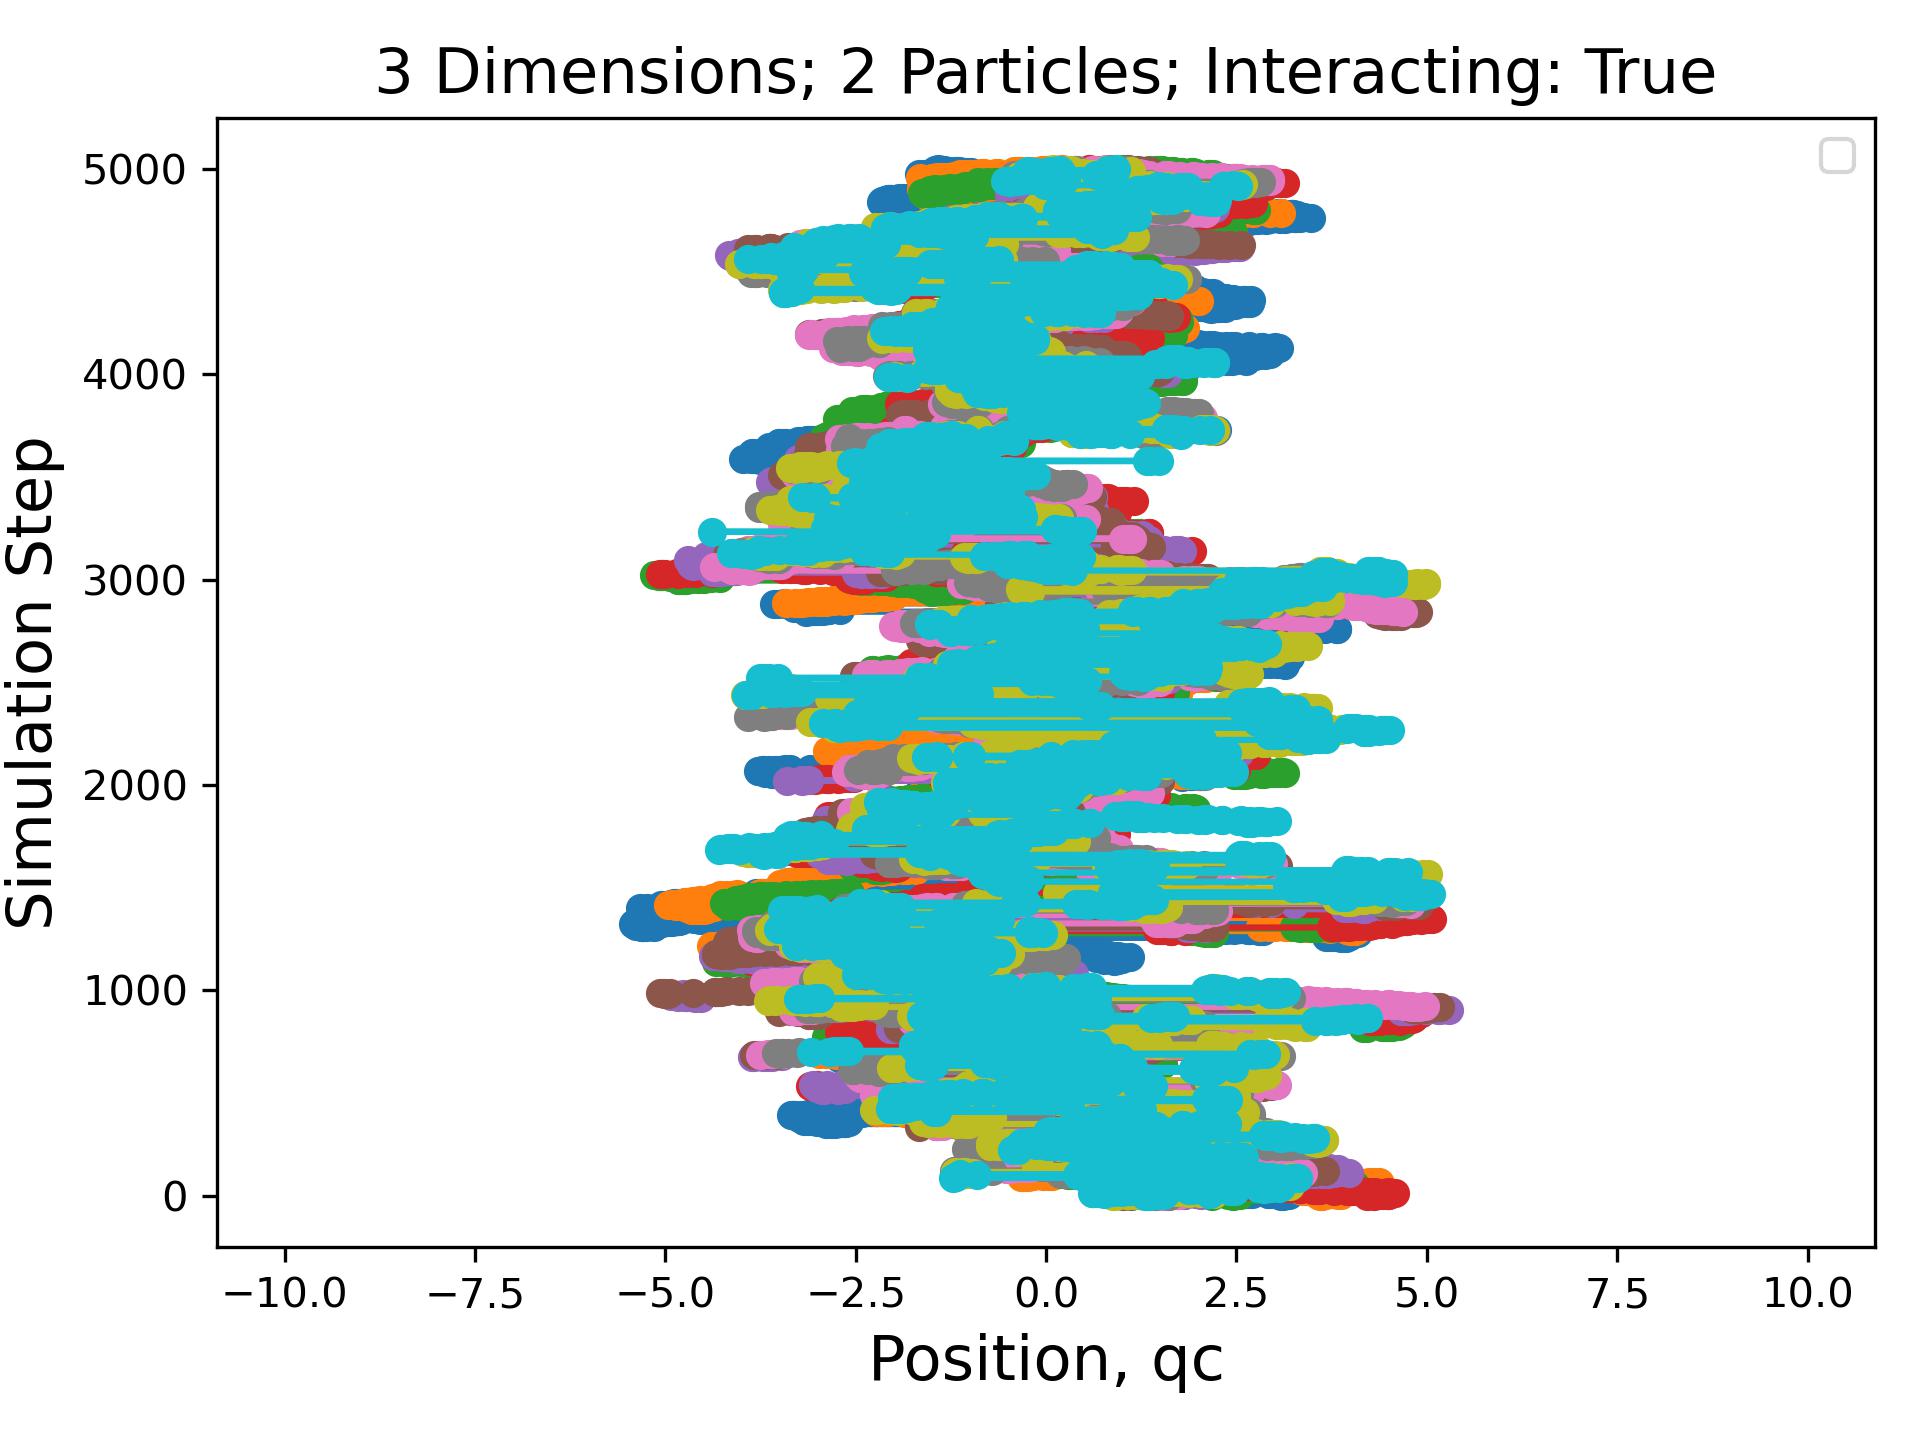 3 Dimensions; 2 Particles; Interacting: True
Simulation Step
5000
4000
3000
2000
1000
0
−10.0 −7.5 −5.0 −2.5 0.0 2.5 5.0 7.5 10.0
Position, qc